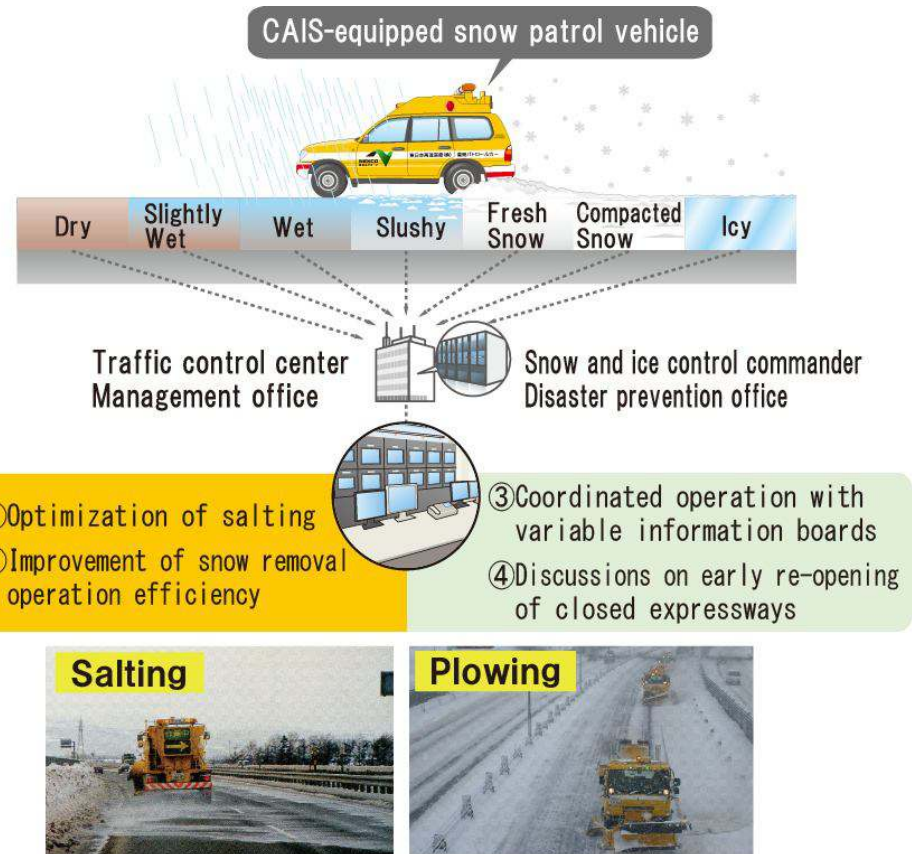 CAIS-equipped snow patrol vehicle
Dry
Slightly
Wet
Wet
Slushy
Fresh
Snow
Compacted
Snow
Icy
Traffic control center
Management office
Snow and ice control commander
Disaster prevention office
Optimization of salting
Improvement of snow removal
operation efficiency
③Coordinated operation with
variable information boards
④Discussions on early re-opening
of closed expressways
Salting
Plowing